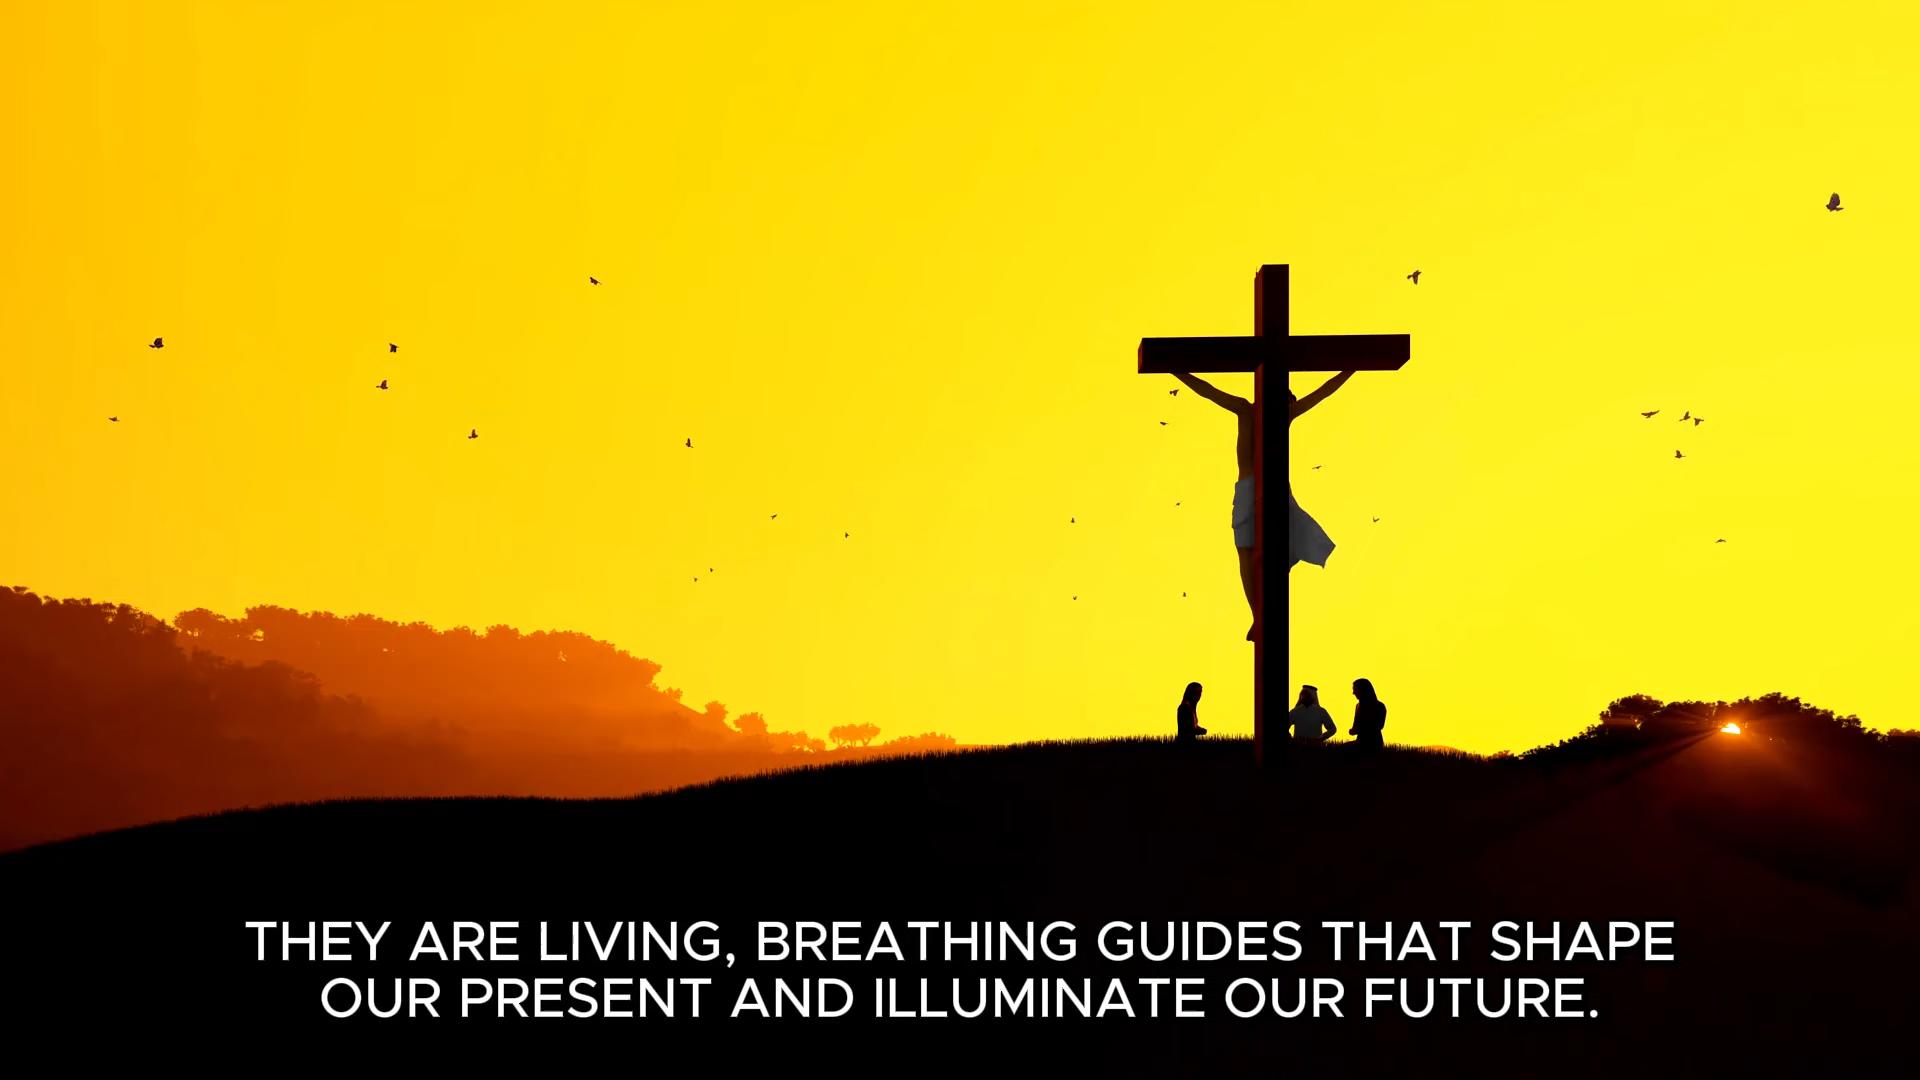 THEY ARE LIVING, BREATHING GUIDES THAT SHAPE
OUR PRESENT AND ILLUMINATE OUR FUTURE.